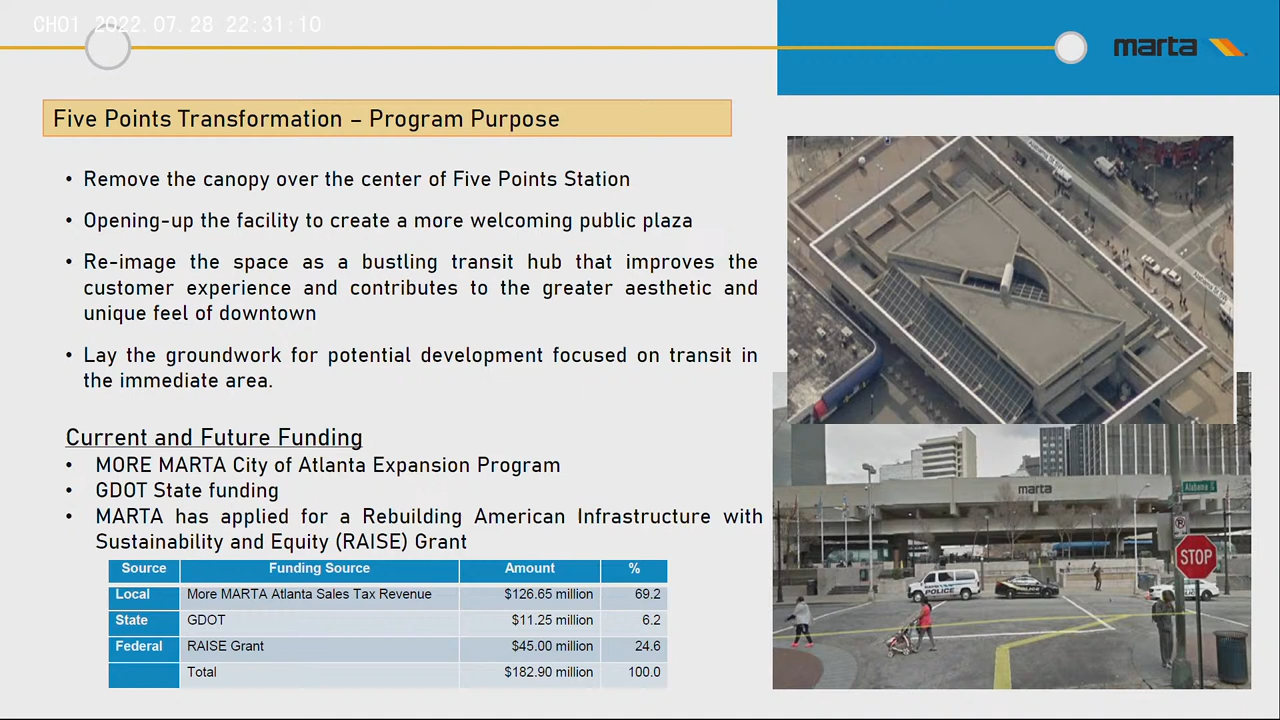 CH01 2022.07.28 22:31:10
marta
Five Points Transformation – Program Purpose
• Remove the canopy over the center of Five Points Station
• Opening-up the facility to create a more welcoming public plaza
• Re-image the space as a bustling transit hub that improves the
customer experience and contributes to the greater aesthetic and
unique feel of downtown
• Lay the groundwork for potential development focused on transit in
the immediate area.
Current and Future Funding
• MORE MARTA City of Atlanta Expansion Program
• GDOT State funding
• MARTA has applied for a Rebuilding American Infrastructure with
Sustainability and Equity (RAISE) Grant
Source Funding Source Amount %
Local More MARTA Atlanta Sales Tax Revenue $126.65 million 69.2
State GDOT $11.25 million 6.2
Federal RAISE Grant $45.00 million 24.6
Total $182.90 million 100.0
marta
Alabama
STOP
POLICE